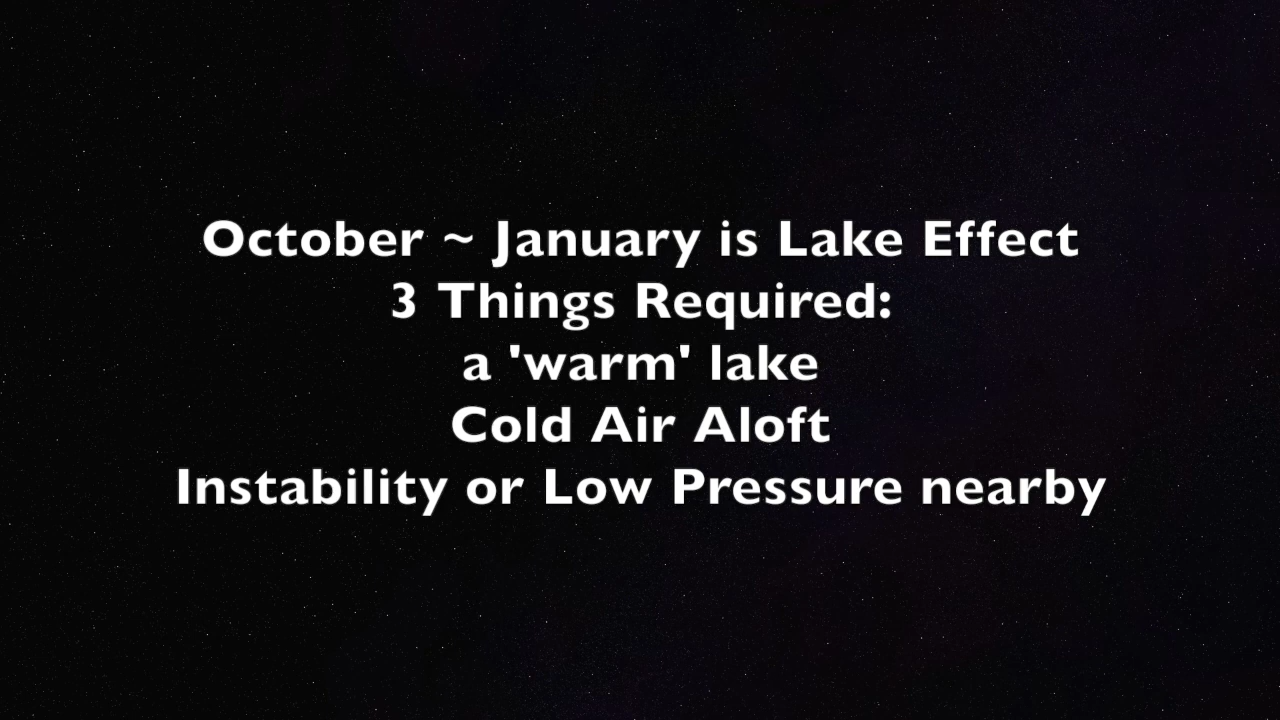 October ~ January is Lake Effect
3 Things Required:
a 'warm' lake
Cold Air Aloft
Instability or Low Pressure nearby